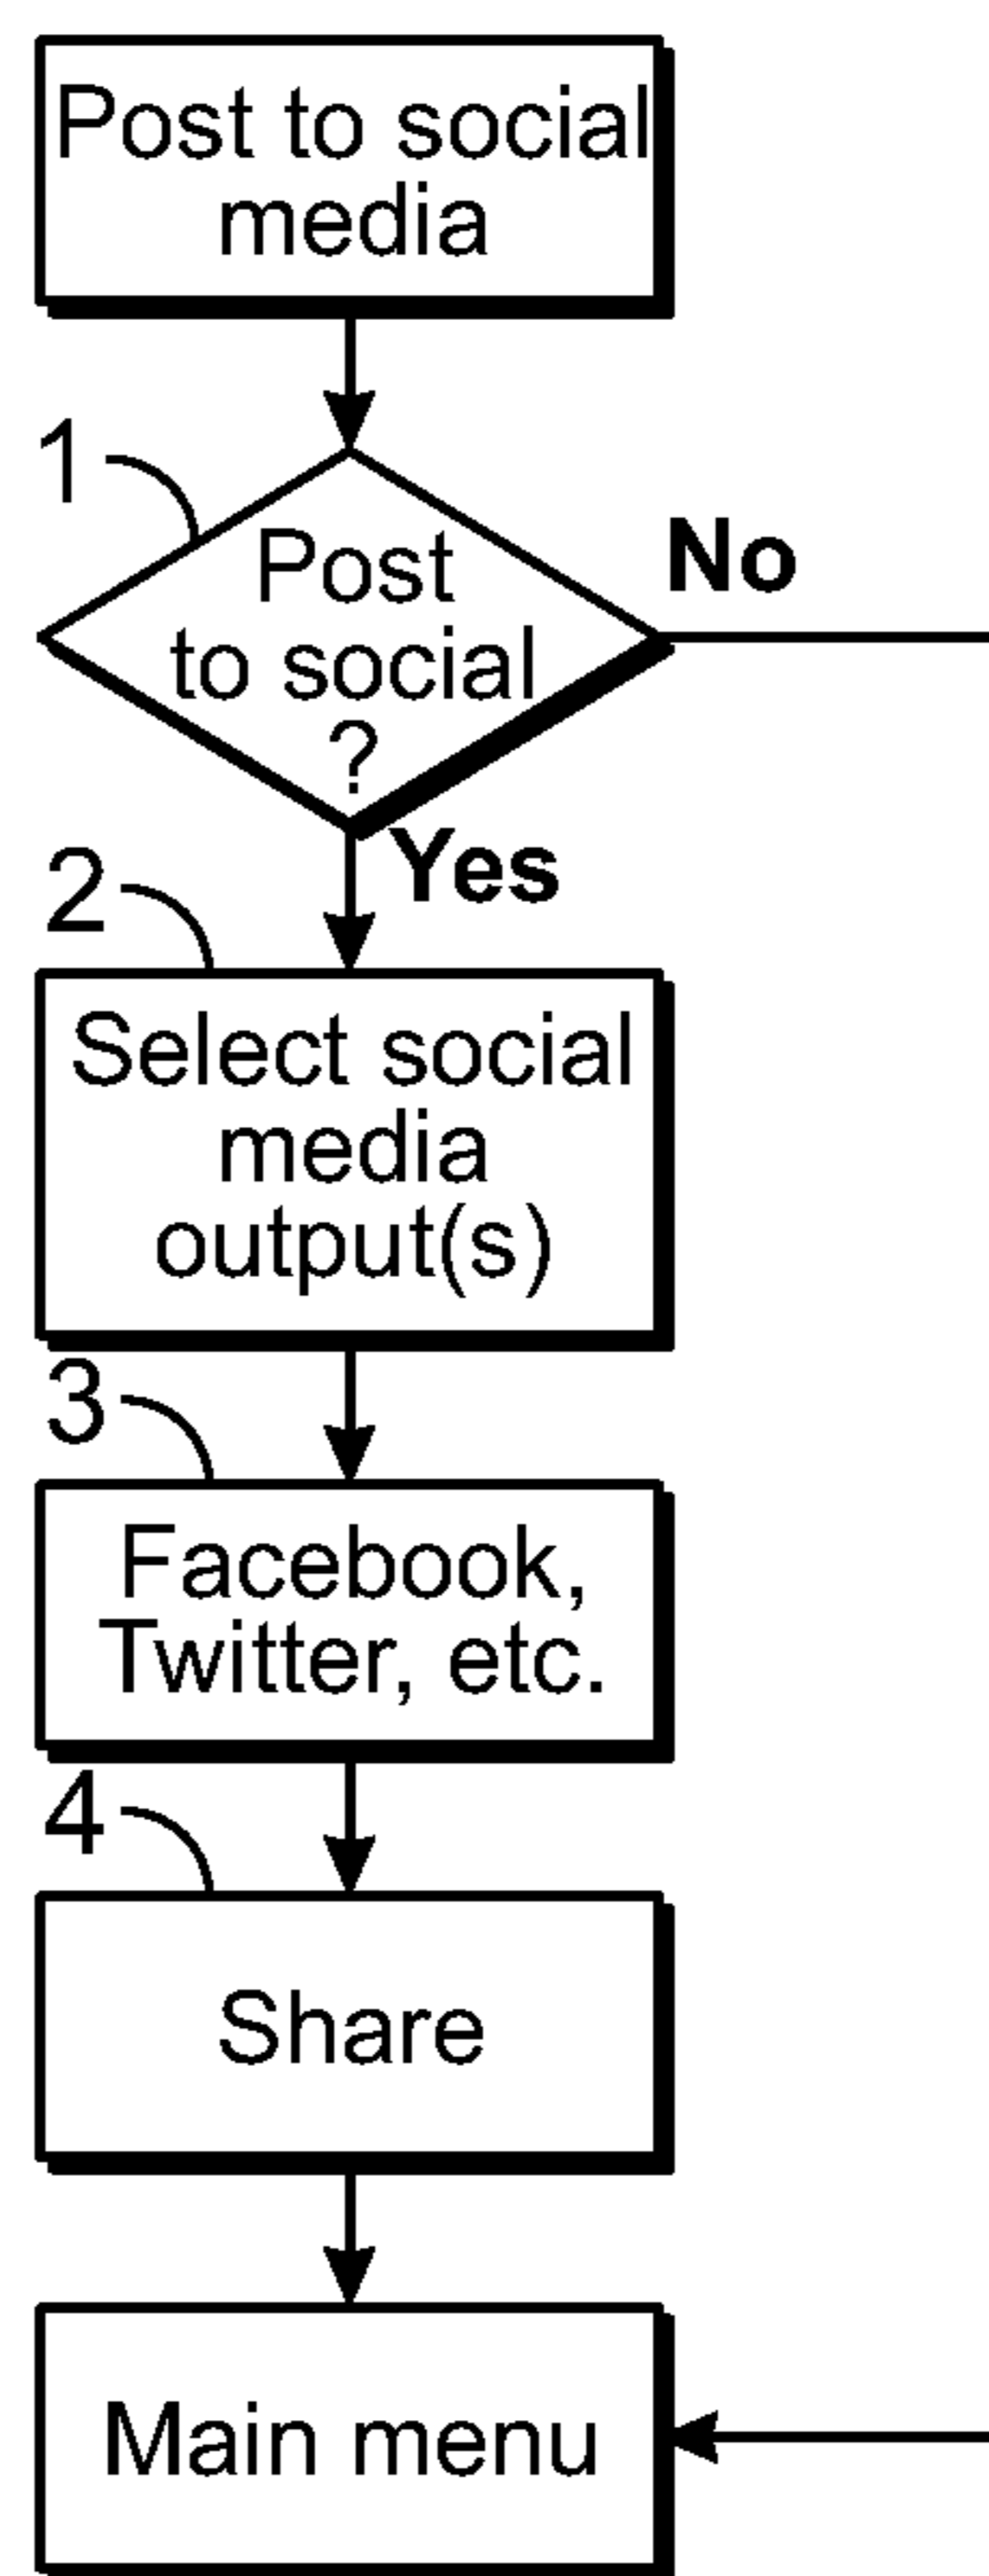 Post to social
media
1
Post
to social
?
No
Yes
2
Select social
media
output(s)
3
Facebook,
Twitter, etc.
4
Share
Main menu